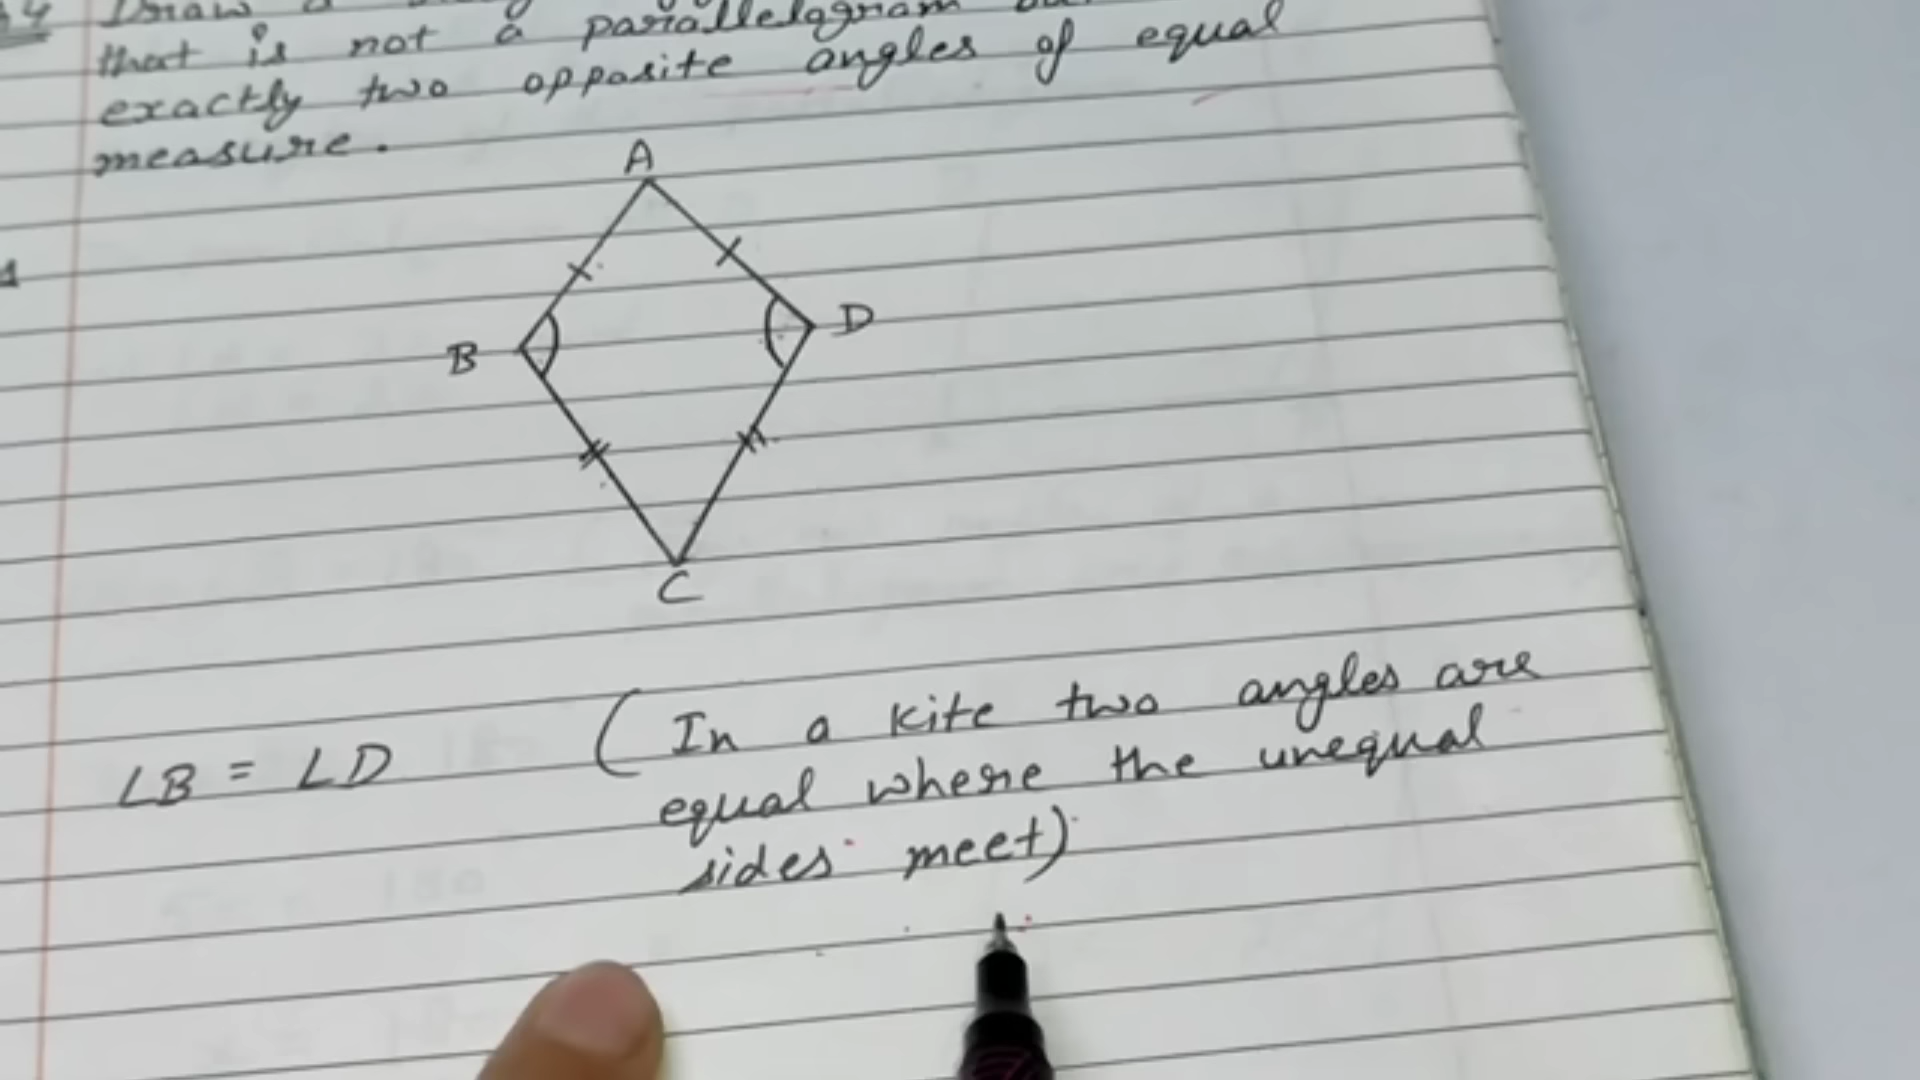 Draw a
that is not a parallelogram
exactly two opposite angles of equal
measure.
A
B
D
C
∠B = ∠D
(In a kite two angles are
equal where the unequal
sides meet)